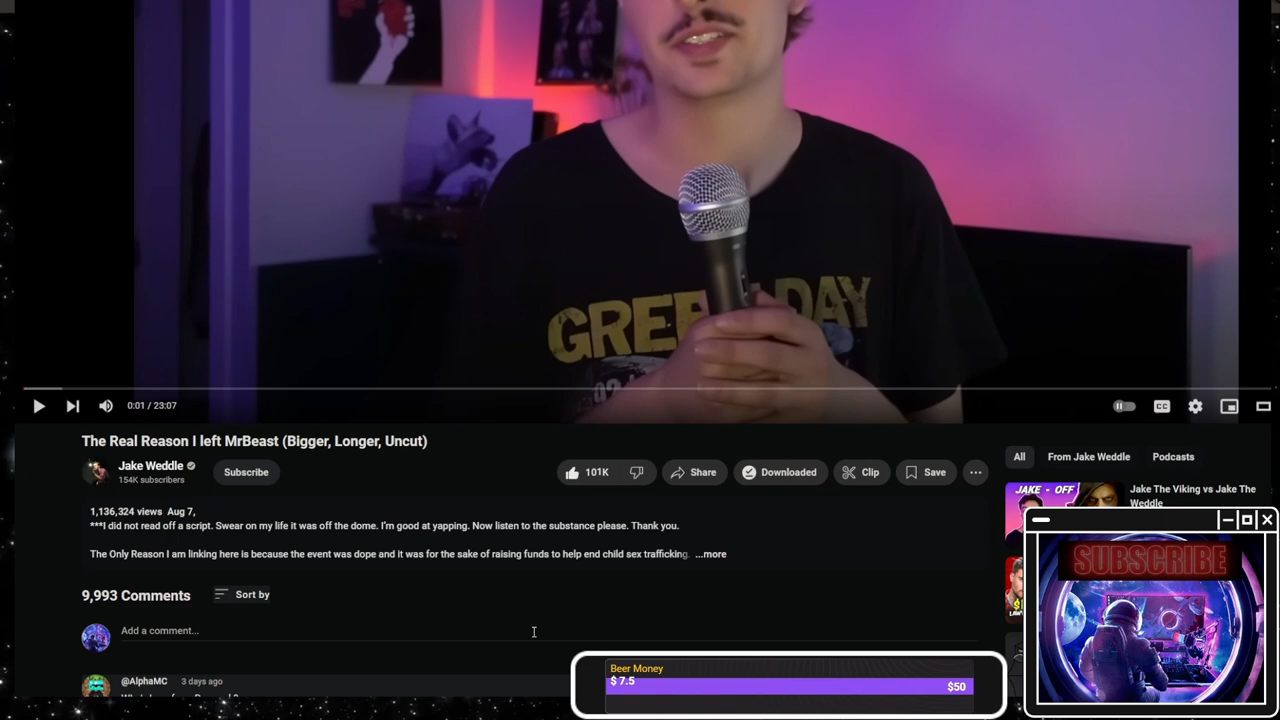 GREEN DAY
0:01 / 23:07
CC
The Real Reason I left MrBeast (Bigger, Longer, Uncut)
Jake Weddle
154K subscribers
Subscribe
101K
Share
Downloaded
Clip
Save
1,136,324 views Aug 7,
***I did not read off a script. Swear on my life it was off the dome. I'm good at yapping. Now listen to the substance please. Thank you.
The Only Reason I am linking here is because the event was dope and it was for the sake of raising funds to help end child sex trafficking. ...more
9,993 Comments
Sort by
Add a comment...
@AlphaMC 3 days ago
All
From Jake Weddle
Podcasts
JAKE - OFF
Jake The Viking vs Jake The
Weddle
SUBSCRIBE
Beer Money
$ 7.5
$50